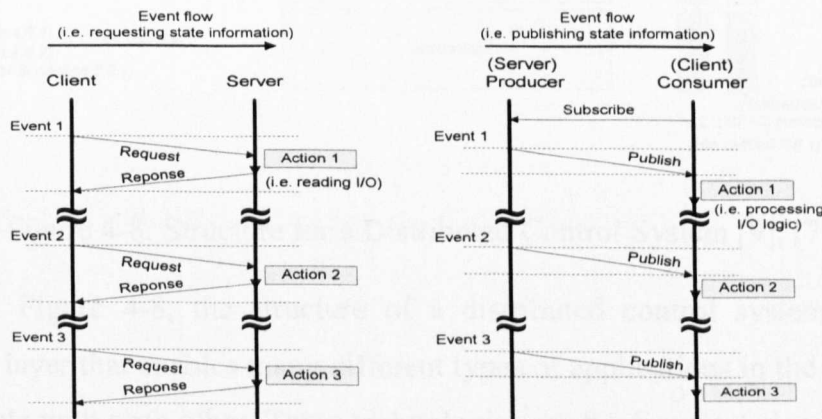 Event flow
(i.e. requesting state information)
Client
Server
Event 1
Request
Reponse
Action 1
(i.e. reading I/O)
Event 2
Request
Reponse
Action 2
Event 3
Request
Reponse
Action 3
Event flow
(i.e. publishing state information)
(Server)
Producer
(Client)
Consumer
Subscribe
Event 1
Publish
Action 1
(i.e. processing
I/O logic)
Event 2
Publish
Action 2
Event 3
Publish
Action 3